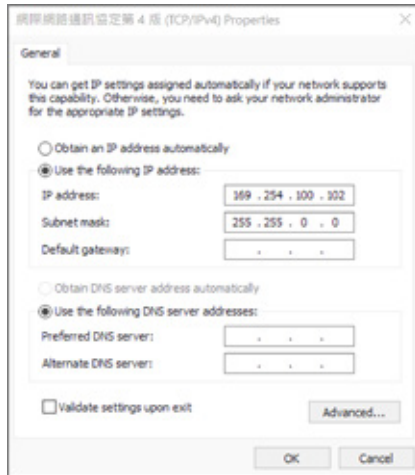 網際網路通訊協定第 4 版 (TCP/IPv4) Properties
General
You can get IP settings assigned automatically if your network supports
this capability. Otherwise, you need to ask your network administrator
for the appropriate IP settings.
Obtain an IP address automatically
Use the following IP address:
IP address: 169 . 254 . 100 . 102
Subnet mask: 255 . 255 . 0 . 0
Default gateway: . . .
Obtain DNS server address automatically
Use the following DNS server addresses:
Preferred DNS server: . . .
Alternate DNS server: . . .
Validate settings upon exit
Advanced...
OK Cancel